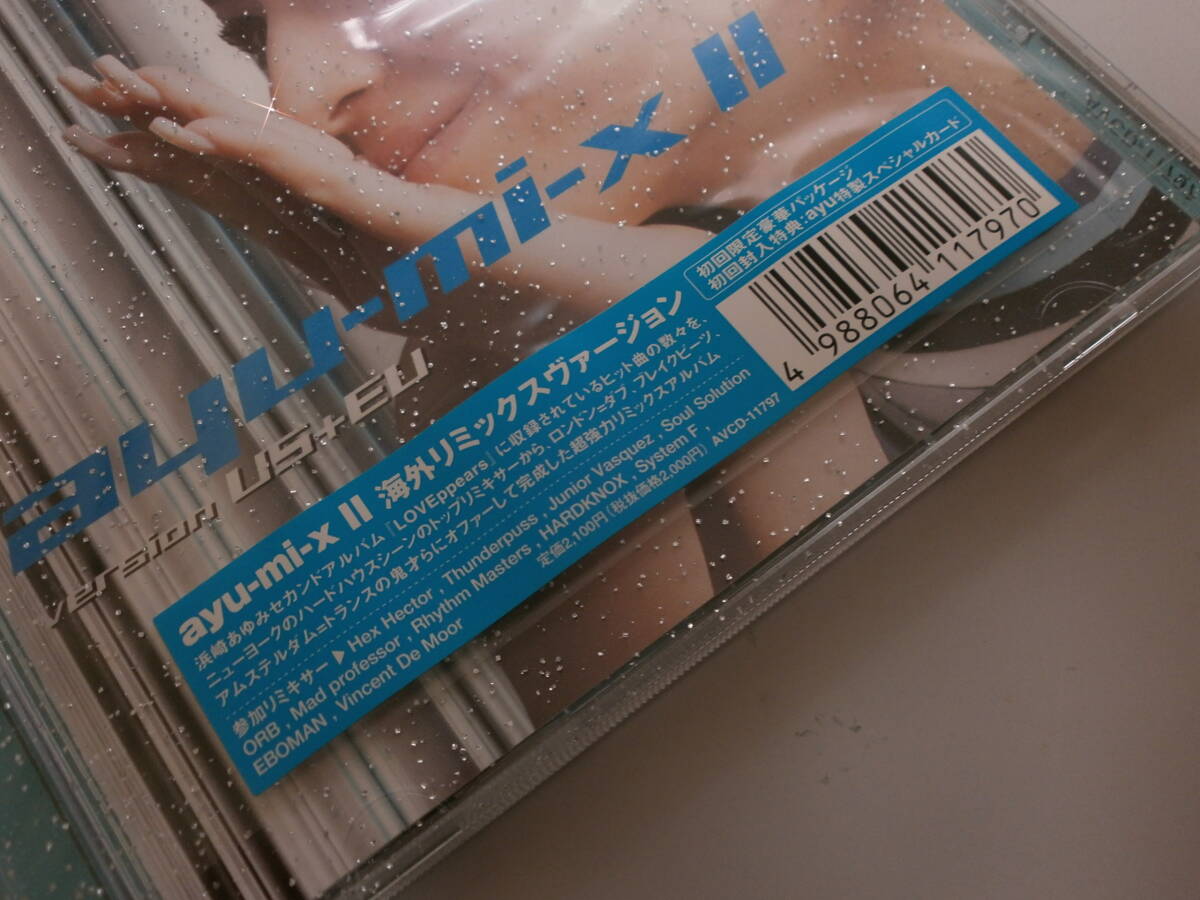 ayu-mi-x II
version US+EU
ayu-mi-x II 海外リミックスヴァージョン
浜崎あゆみセカンドアルバム『LOVEppears』に収録されているヒット曲の数々を、
ニューヨークのハードハウスシーンのトップリミキサーから、ロンドン=ダブ、ブレイクビーツ、
アムステルダム=トランスの鬼才らにオファーして完成した超強力リミックスアルバム
参加リミキサー▶Hex Hector , Thunderpuss , Junior Vasquez , Soul Solution
ORB , Mad professor , Rhythm Masters , HARDKNOX , System F ,
EBOMAN , Vincent De Moor
定価2,100円(税抜価格2,000円) AVCD-11797
初回限定豪華パッケージ
初回封入特典:ayu特製スペシャルカード
4 988064 117970